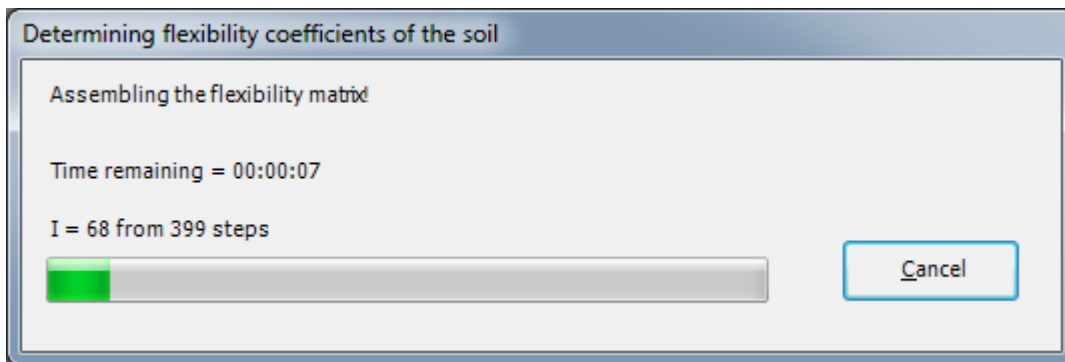 Determining flexibility coefficients of the soil
Assembling the flexibility matrix!
Time remaining = 00:00:07
I = 68 from 399 steps
Cancel